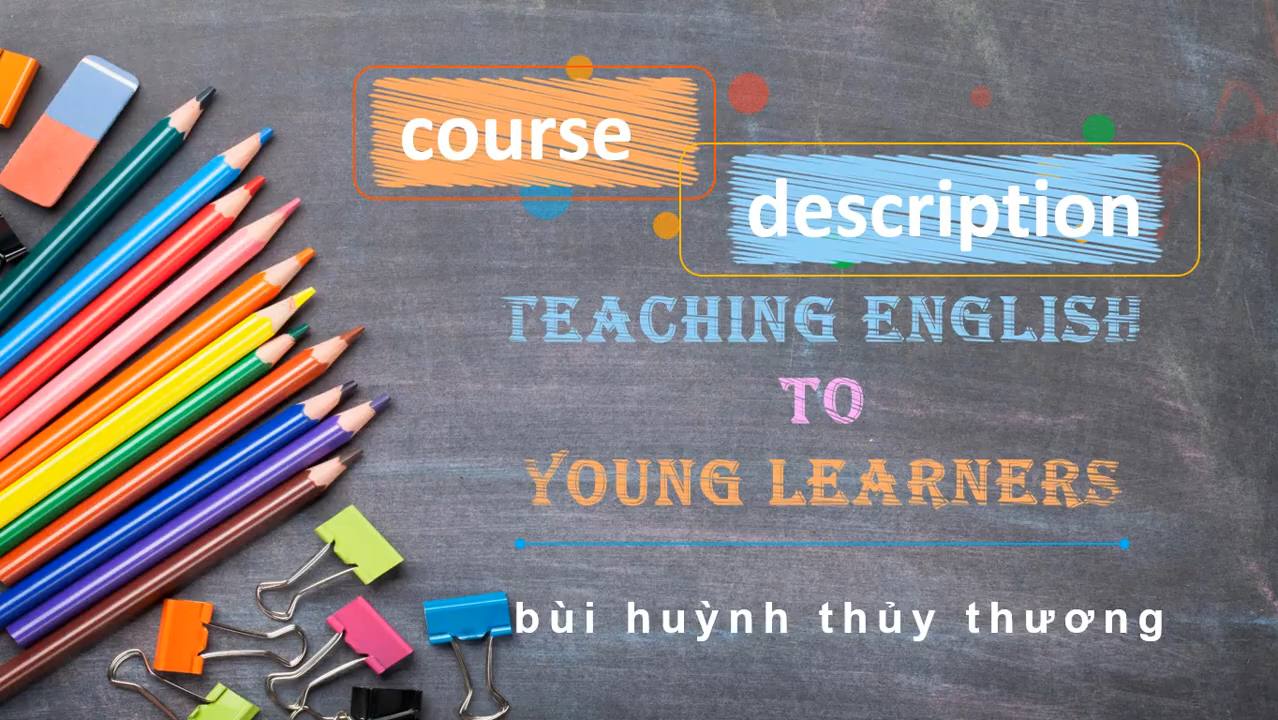 course
description
TEACHING ENGLISH
TO
YOUNG LEARNERS
bùi huỳnh thủy thương